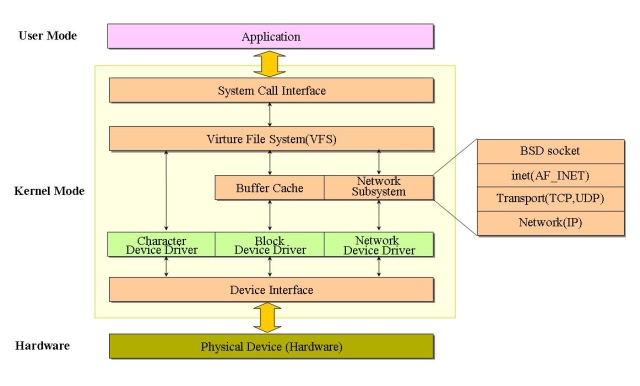 User Mode
Application
System Call Interface
Virture File System(VFS)
Kernel Mode
Buffer Cache
Network
Subsystem
BSD socket
inet(AF_INET)
Transport(TCP,UDP)
Network(IP)
Character
Device Driver
Block
Device Driver
Network
Device Driver
Device Interface
Hardware
Physical Device (Hardware)